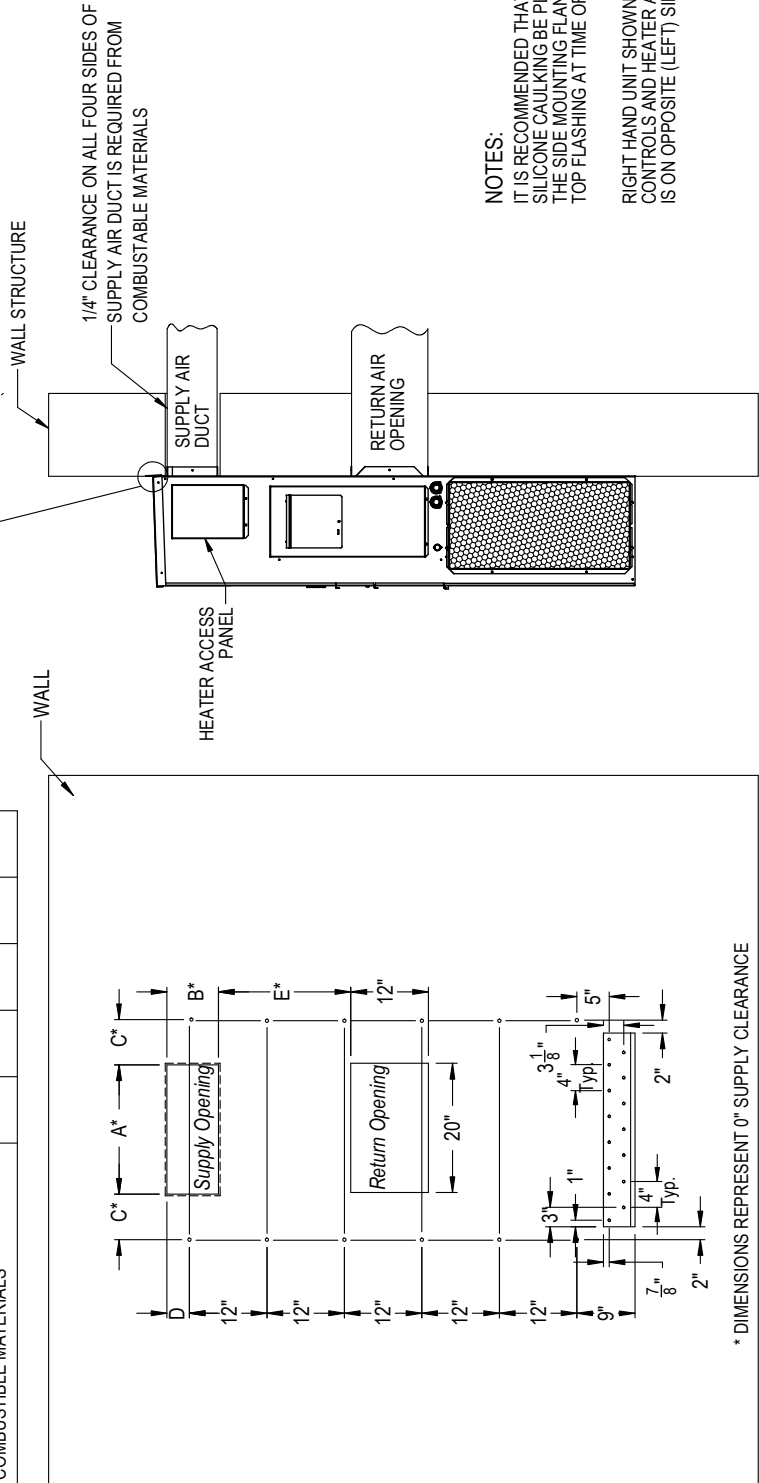 COMBUSTIBLE MATERIALS
WALL
WALL STRUCTURE
1/4" CLEARANCE ON ALL FOUR SIDES OF
SUPPLY AIR DUCT IS REQUIRED FROM
COMBUSTABLE MATERIALS
SUPPLY AIR
DUCT
RETURN AIR
OPENING
HEATER ACCESS
PANEL
C*
A*
C*
B*
E*
12"
D
12"
12"
12"
12"
12"
9"
Supply Opening
Return Opening
20"
5"
3 1/8"
4"
Typ.
2"
1"
3"
4"
Typ.
7/8"
2"
* DIMENSIONS REPRESENT 0" SUPPLY CLEARANCE
NOTES:
IT IS RECOMMENDED THAT
SILICONE CAULKING BE
THE SIDE MOUNTING
TOP FLASHING AT TIME OF
RIGHT HAND UNIT SHOWN
CONTROLS AND HEATER
IS ON OPPOSITE (LEFT)